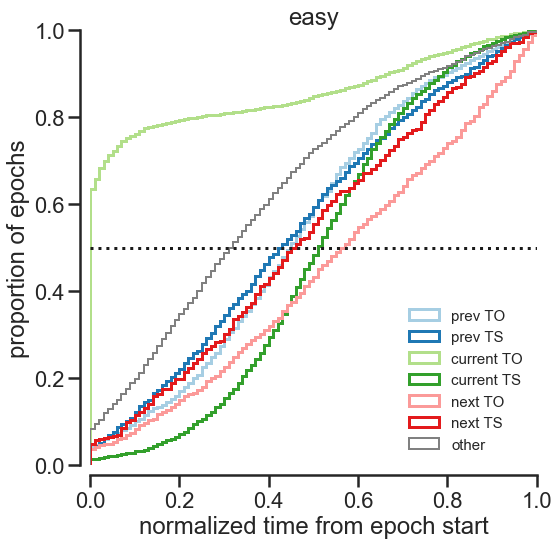 easy
1.0
0.8
0.6
0.4
0.2
0.0
proportion of epochs
prev TO
prev TS
current TO
current TS
next TO
next TS
other
0.0 0.2 0.4 0.6 0.8 1.0
normalized time from epoch start